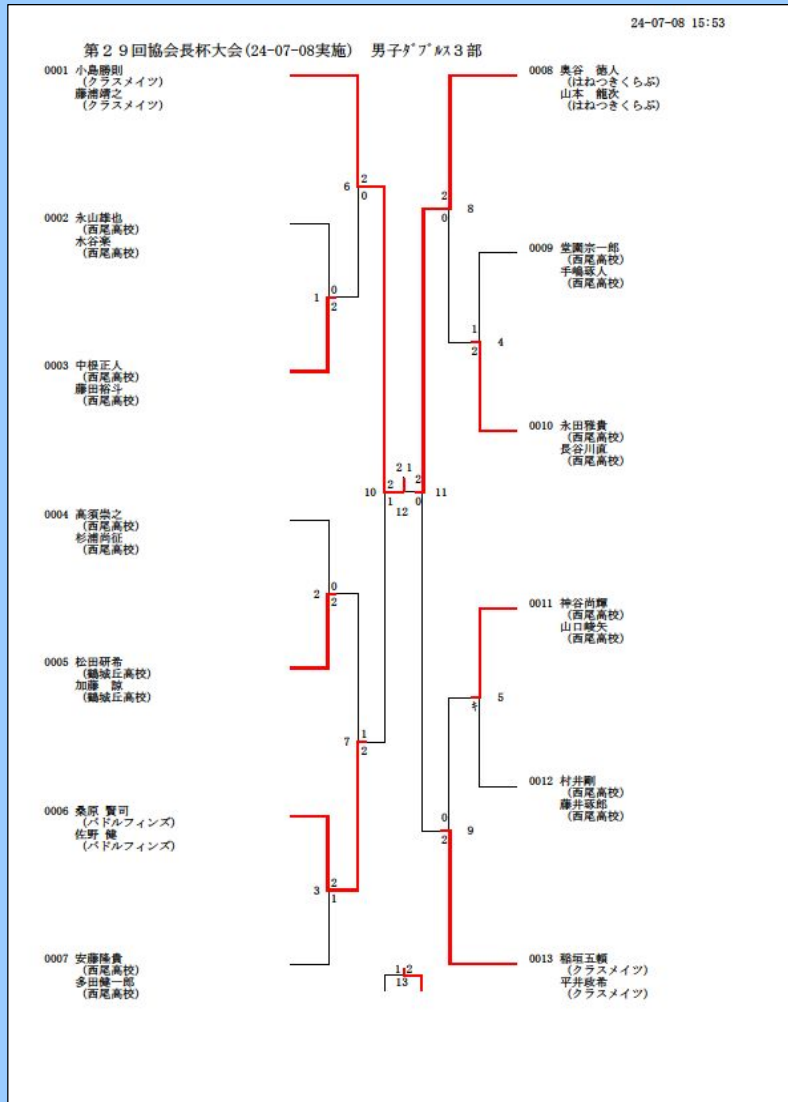 24-07-08 15:53
第２９回協会長杯大会(24-07-08実施) 男子ﾀﾞﾌﾞﾙｽ３部
0001 小島勝則
(クラスメイツ)
藤浦靖之
(クラスメイツ)
0002 永山雄也
(西尾高校)
水谷楽
(西尾高校)
0003 中根正人
(西尾高校)
藤田裕斗
(西尾高校)
0004 高須崇之
(西尾高校)
杉浦尚征
(西尾高校)
0005 松田研希
(鶴城丘高校)
加藤 諒
(鶴城丘高校)
0006 桑原 賢司
(パドルフィンズ)
佐野 健
(パドルフィンズ)
0007 安藤隆貴
(西尾高校)
多田健一郎
(西尾高校)
6
2
0
1
0
2
2
0
2
7
1
2
3
2
1
10
2
1
2 1
12
2
0
11
1 2
13
2
0
8
1
2
4
キ
5
0
2
9
0008 奥谷 徳人
(はねつきくらぶ)
山本 龍次
(はねつきくらぶ)
0009 堂園宗一郎
(西尾高校)
手嶋琢人
(西尾高校)
0010 永田雅貴
(西尾高校)
長谷川直
(西尾高校)
0011 神谷尚輝
(西尾高校)
山口峻矢
(西尾高校)
0012 村井剛
(西尾高校)
藤井琢郎
(西尾高校)
0013 稲垣五頼
(クラスメイツ)
平井政希
(クラスメイツ)